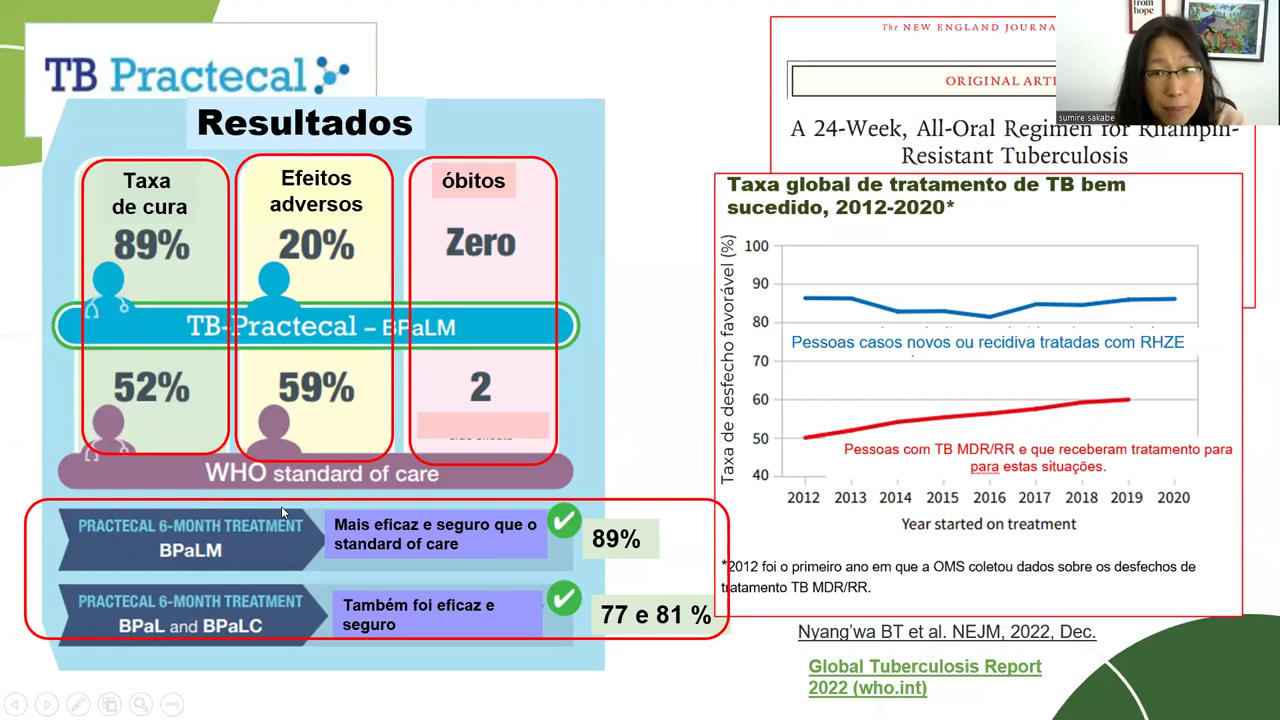 TB Practecal
Resultados
Taxa
de cura
89%
Efeitos
adversos
20%
óbitos
Zero
TB-Practecal – BPaLM
52%
59%
2
WHO standard of care
PRACTECAL 6-MONTH TREATMENT
BPaLM
Mais eficaz e seguro que o
standard of care
89%
PRACTECAL 6-MONTH TREATMENT
BPaL and BPaLC
Também foi eficaz e
seguro
77 e 81 %
The NEW ENGLAND JOURNA
ORIGINAL ARTI
A 24-Week, All-Oral Regimen for Rifampin-
Resistant Tuberculosis
from
hope
sumire sakabe
Taxa global de tratamento de TB bem
sucedido, 2012-2020*
Taxa de desfecho favorável (%)
100
90
80
70
60
50
40
Pessoas casos novos ou recidiva tratadas com RHZE
Pessoas com TB MDR/RR e que receberam tratamento para
para estas situações.
2012 2013 2014 2015 2016 2017 2018 2019 2020
Year started on treatment
*2012 foi o primeiro ano em que a OMS coletou dados sobre os desfechos de
tratamento TB MDR/RR.
Nyang'wa BT et al. NEJM, 2022, Dec.
Global Tuberculosis Report
2022 (who.int)